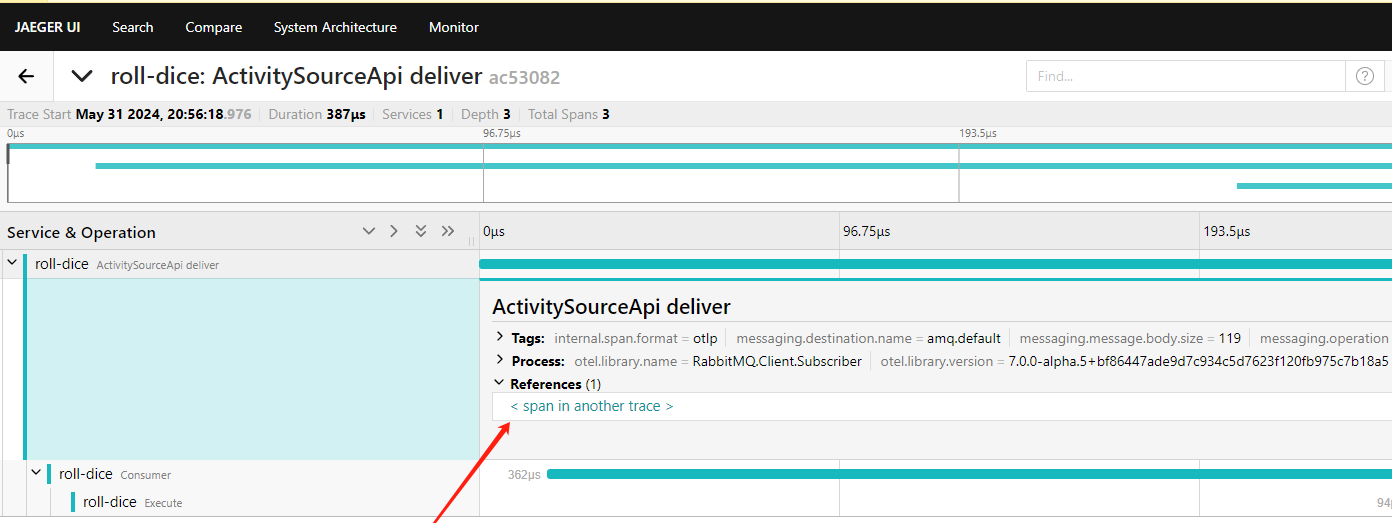 JAEGER UI Search Compare System Architecture Monitor
roll-dice: ActivitySourceApi deliver ac53082
Find...
Trace Start May 31 2024, 20:56:18.976 Duration 387μs Services 1 Depth 3 Total Spans 3
0μs 96.75μs 193.5μs
Service & Operation 0μs 96.75μs 193.5μs
roll-dice ActivitySourceApi deliver
ActivitySourceApi deliver
Tags: internal.span.format = otlp messaging.destination.name = amq.default messaging.message.body.size = 119 messaging.operation
Process: otel.library.name = RabbitMQ.Client.Subscriber otel.library.version = 7.0.0-alpha.5+bf86447ade9d7c934c5d7623f120fb975c7b18a5
References (1)
< span in another trace >
roll-dice Consumer 362μs
roll-dice Execute 94μ